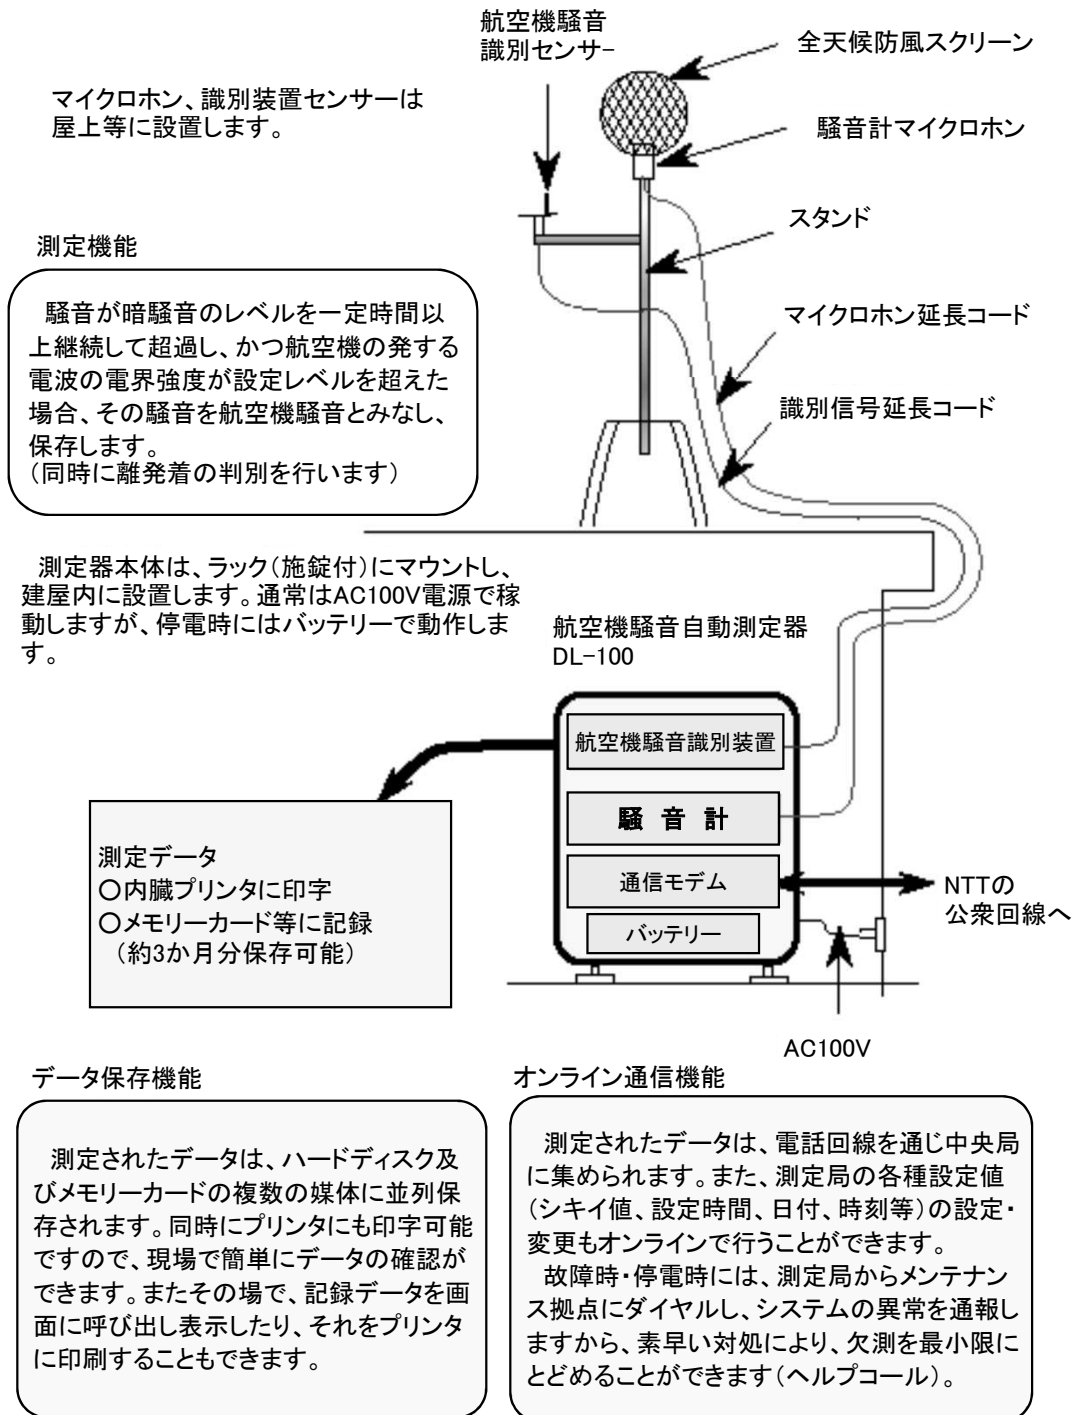 航空機騒音
識別センサー
全天候防風スクリーン
マイクロホン、識別装置センサーは
屋上等に設置します。
騒音計マイクロホン
スタンド
測定機能
騒音が暗騒音のレベルを一定時間以
上継続して超過し、かつ航空機の発する
電波の電界強度が設定レベルを超えた
場合、その騒音を航空機騒音とみなし、
保存します。
（同時に離発着の判別を行います）
マイクロホン延長コード
識別信号延長コード
測定器本体は、ラック（施錠付）にマウントし、
建屋内に設置します。通常はAC100V電源で稼
動しますが、停電時にはバッテリーで動作しま
す。
航空機騒音自動測定器
DL-100
航空機騒音識別装置
騒 音 計
通信モデム
バッテリー
測定データ
○内臓プリンタに印字
○メモリーカード等に記録
（約3か月分保存可能）
NTTの
公衆回線へ
AC100V
データ保存機能
測定されたデータは、ハードディスク及
びメモリーカードの複数の媒体に並列保
存されます。同時にプリンタにも印字可能
ですので、現場で簡単にデータの確認が
できます。またその場で、記録データを画
面に呼び出し表示したり、それをプリンタ
に印刷することもできます。
オンライン通信機能
測定されたデータは、電話回線を通じ中央局
に集められます。また、測定局の各種設定値
（シキイ値、設定時間、日付、時刻等）の設定・
変更もオンラインで行うことができます。
故障時・停電時には、測定局からメンテナン
ス拠点にダイヤルし、システムの異常を通報し
ますから、素早い対処により、欠測を最小限に
とどめることができます（ヘルプコール）。